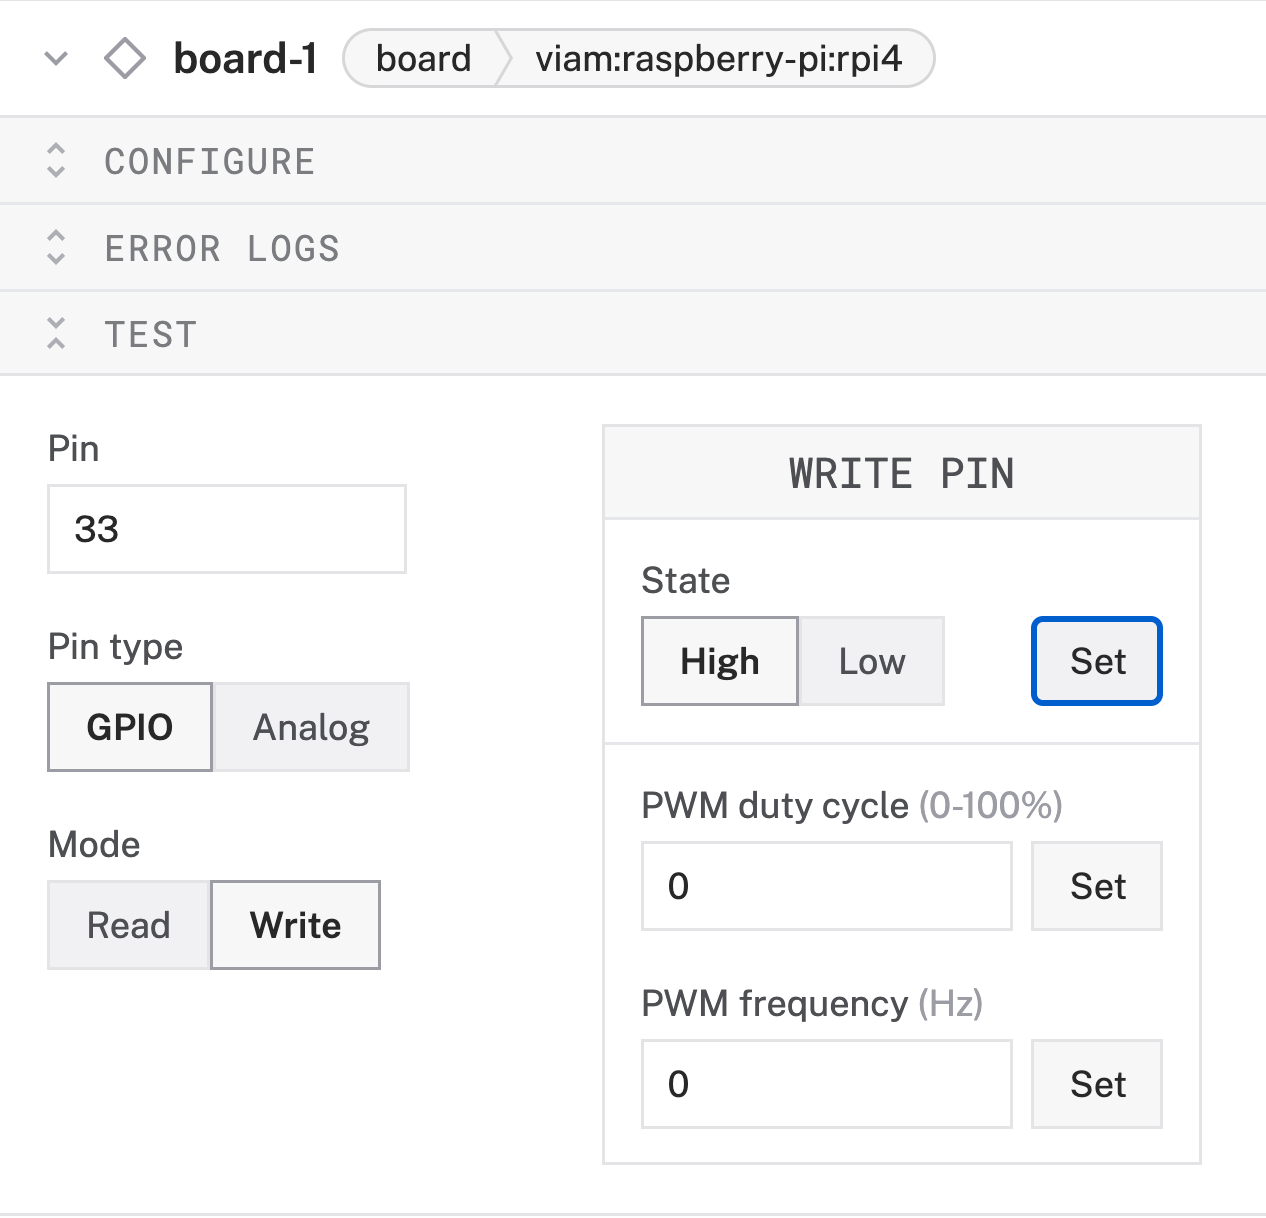 board-1 board viam:raspberry-pi:rpi4
CONFIGURE
ERROR LOGS
TEST
Pin
33
Pin type
GPIO Analog
Mode
Read Write
WRITE PIN
State
High Low Set
PWM duty cycle (0-100%)
0 Set
PWM frequency (Hz)
0 Set